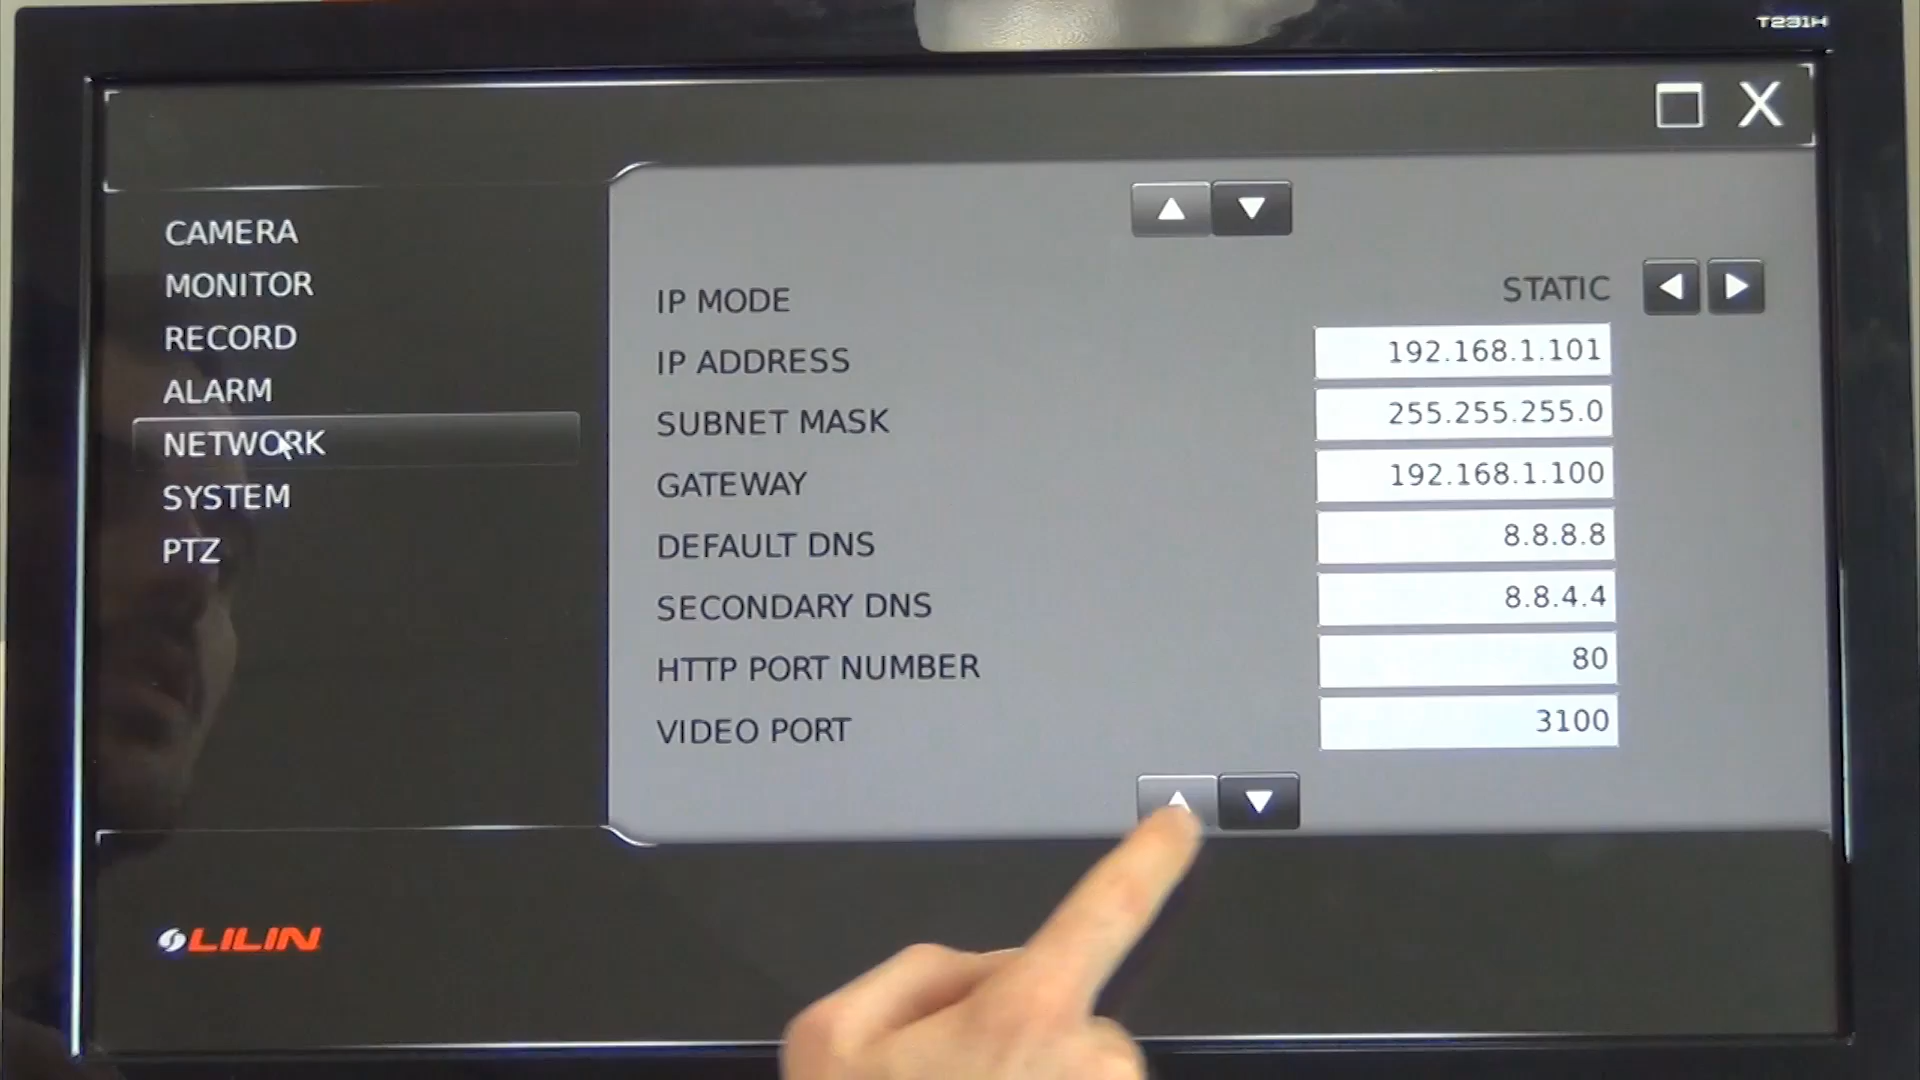 T231H
X
CAMERA
MONITOR
RECORD
ALARM
NETWORK
SYSTEM
PTZ
IP MODE STATIC
IP ADDRESS 192.168.1.101
SUBNET MASK 255.255.255.0
GATEWAY 192.168.1.100
DEFAULT DNS 8.8.8.8
SECONDARY DNS 8.8.4.4
HTTP PORT NUMBER 80
VIDEO PORT 3100
LILIN